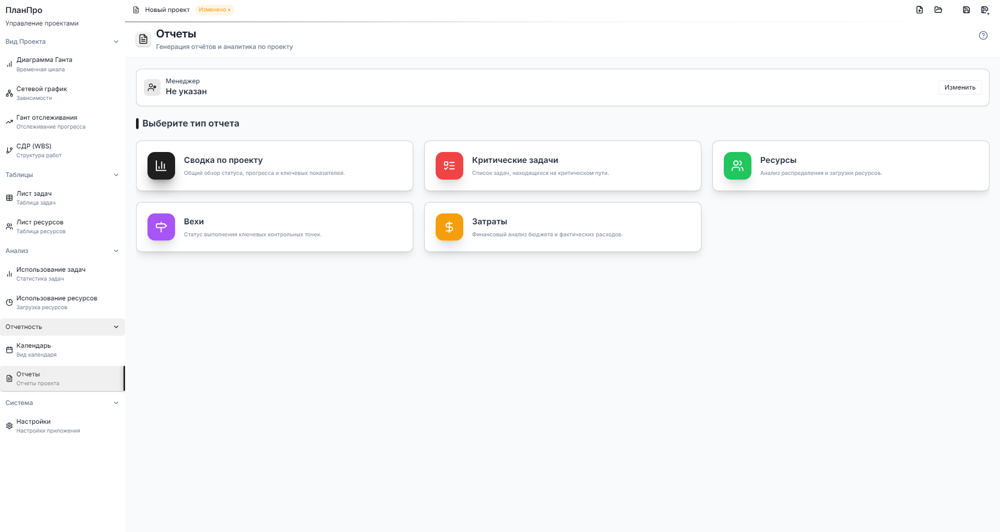 ПланПро
Управление проектами
Вид Проекта
Диаграмма Ганта
Временная шкала
Сетевой график
Зависимости
Гант отслеживания
Отслеживание прогресса
СДР (WBS)
Структура работ
Таблицы
Лист задач
Таблица задач
Лист ресурсов
Таблица ресурсов
Анализ
Использование задач
Статистика задач
Использование ресурсов
Загрузка ресурсов
Отчетность
Календарь
Вид календаря
Отчеты
Отчеты проекта
Система
Настройки
Настройки приложения
Новый проект Изменено •
Отчеты
Генерация отчётов и аналитика по проекту
Менеджер
Не указан
Изменить
Выберите тип отчета
Сводка по проекту
Общий обзор статуса, прогресса и ключевых показателей.
Критические задачи
Список задач, находящихся на критическом пути.
Ресурсы
Анализ распределения и загрузки ресурсов.
Вехи
Статус выполнения ключевых контрольных точек.
Затраты
Финансовый анализ бюджета и фактических расходов.